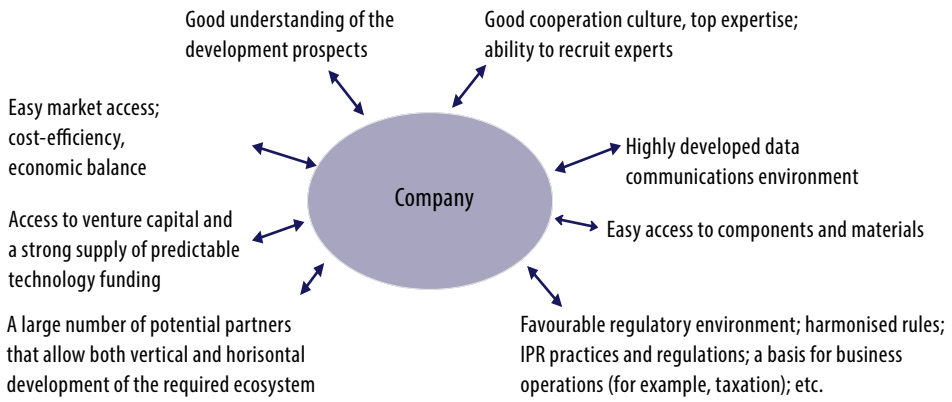 Good understanding of the
development prospects
Good cooperation culture, top expertise;
ability to recruit experts
Easy market access;
cost-efficiency,
economic balance
Highly developed data
communications environment
Company
Access to venture capital and
a strong supply of predictable
technology funding
Easy access to components and materials
A large number of potential partners
that allow both vertical and horisontal
development of the required ecosystem
Favourable regulatory environment; harmonised rules;
IPR practices and regulations; a basis for business
operations (for example, taxation); etc.